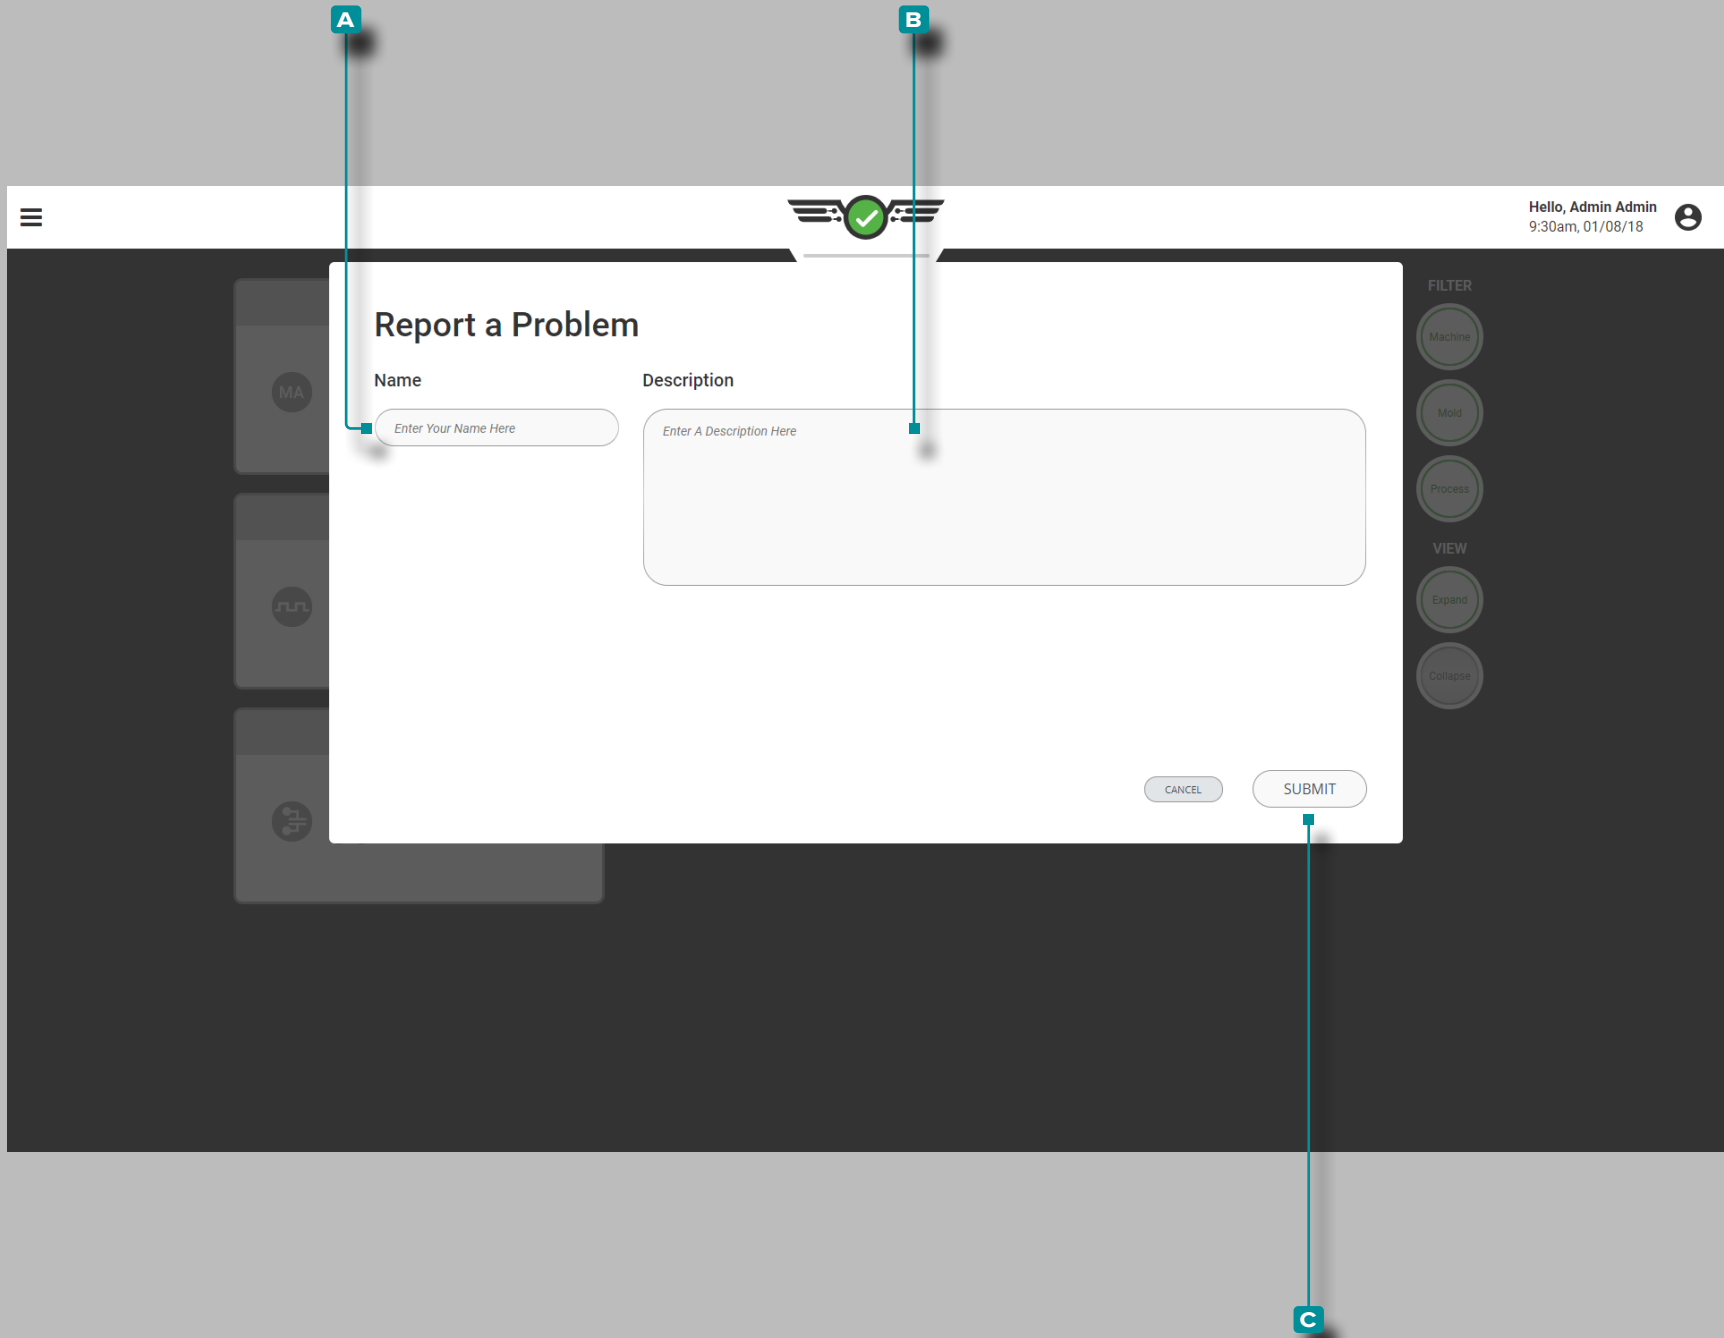 A
B
Hello, Admin Admin
9:30am, 01/08/18
Report a Problem
Name
Description
Enter Your Name Here
Enter A Description Here
CANCEL
SUBMIT
MA
FILTER
Machine
Mold
Process
VIEW
Expand
Collapse
C